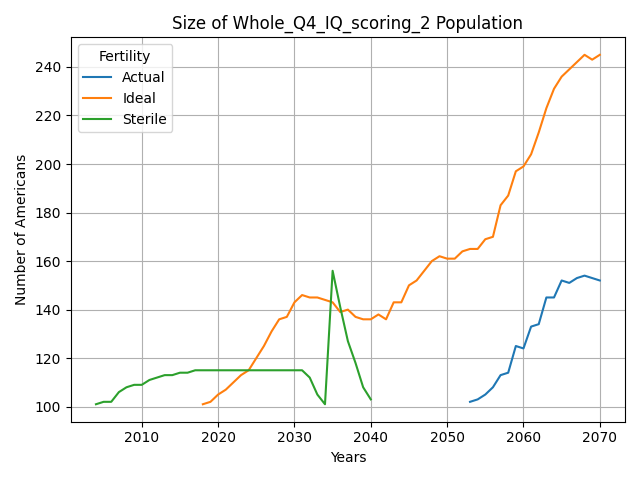 Size of Whole_Q4_IQ_scoring_2 Population
Fertility
Actual
Ideal
Sterile
Number of Americans
240
220
200
180
160
140
120
100
2010
2020
2030
2040
2050
2060
2070
Years